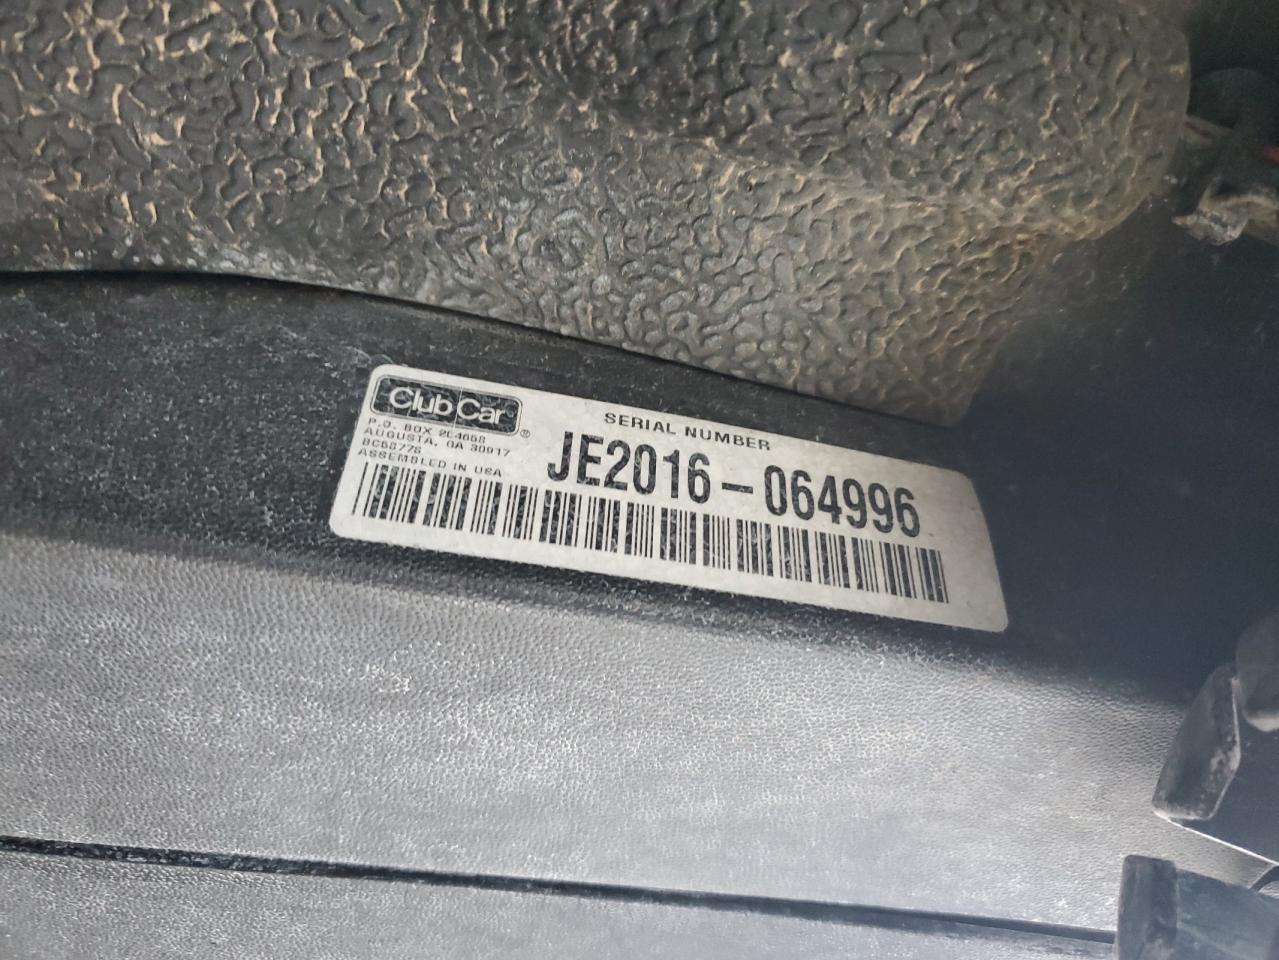 Club Car®
P.O. BOX 204658
AUGUSTA, GA 30917
ASSEMBLED IN USA
SERIAL NUMBER
JE2016-064996